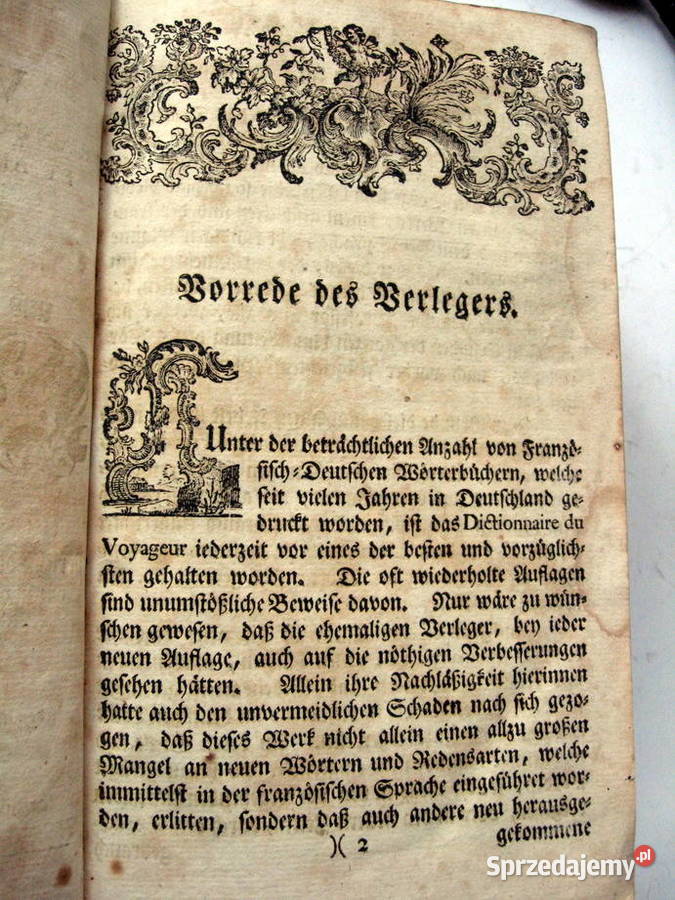 Vorrede des Verlegers.
Unter der beträchtlichen Anzahl von Französ-
sisch-Deutschen Wörterbüchern, welche
seit vielen Jahren in Deutschland ge-
druckt worden, ist das Dictionnaire du
Voyageur iederzeit vor eines der besten und vorzüglich-
sten gehalten worden. Die oft wiederholte Auflagen
sind unumstößliche Beweise davon. Nur wäre zu wün-
schen gewesen, daß die ehemaligen Verleger, bey ieder
neuen Auflage, auch auf die nöthigen Verbesserungen
gesehen hätten. Allein ihre Nachläßigkeit hierinnen
hatte auch den unvermeidlichen Schaden nach sich gezo-
gen, daß dieses Werk nicht allein einen allzu großen
Mangel an neuen Wörtern und Redensarten, welche
immittelst in der französischen Sprache eingeführet wor-
den, erlitten, sondern daß auch andere neu herausge-
gekommene
)( 2
Sprzedajemy.pl